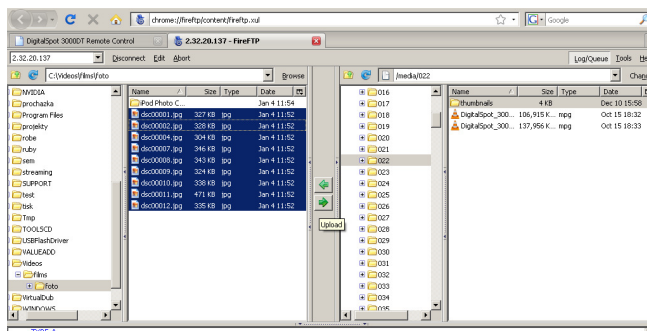 chrome://fireftp/content/fireftp.xul
Google
DigitalSpot 3000DT Remote Control
2.32.20.137 - FireFTP
2.32.20.137 Disconnect Edit Abort Log/Queue Tools
C:\Videos\films\foto Browse /media/022
NVIDIA
prochazka
Program Files
projekty
robe
ruby
sem
streaming
SUPPORT
test
tisk
Tmp
TOOLSCD
USBFlashDriver
VALUEADD
Videos
films
foto
VirtualDub
WINDOWS
Name Size Type Date
iPod Photo C... Jan 4 11:54
dsc00001.jpg 327 KB jpg Jan 4 11:52
dsc00002.jpg 328 KB jpg Jan 4 11:52
dsc00004.jpg 304 KB jpg Jan 4 11:52
dsc00007.jpg 346 KB jpg Jan 4 11:52
dsc00008.jpg 343 KB jpg Jan 4 11:52
dsc00009.jpg 324 KB jpg Jan 4 11:52
dsc00010.jpg 338 KB jpg Jan 4 11:52
dsc00011.jpg 471 KB jpg Jan 4 11:52
dsc00012.jpg 335 KB jpg Jan 4 11:52
Upload
016
017
018
019
020
021
022
023
024
025
026
027
028
029
030
031
032
033
034
035
Name Size Type Date
thumbnails 4 KB Dec 10 15:58
DigitalSpot_300... 106,915 K... mpg Oct 15 18:32
DigitalSpot_300... 137,956 K... mpg Oct 15 18:33